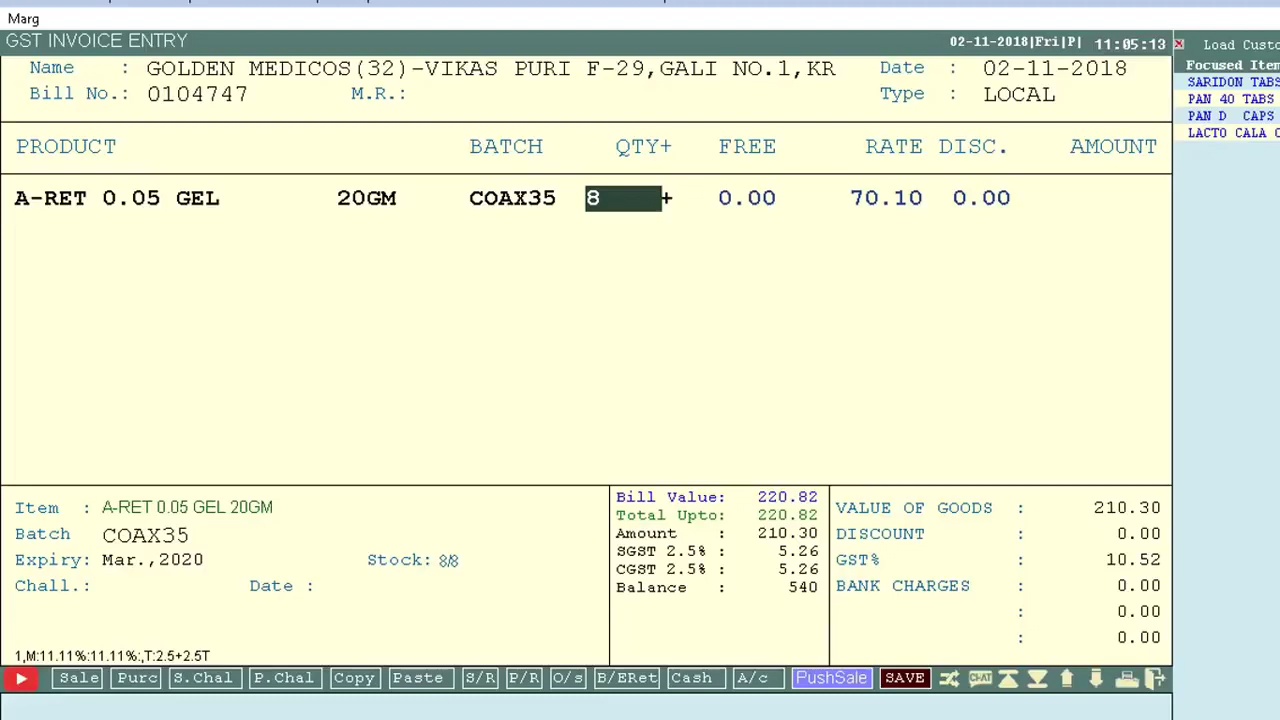 Marg
GST INVOICE ENTRY 02-11-2018|Fri|P| 11:05:13 Load Custo
Name : GOLDEN MEDICOS(32)-VIKAS PURI F-29,GALI NO.1,KR Date : 02-11-2018 Focused Item
Bill No.: 0104747 M.R.: Type : LOCAL
SARIDON TABS
PAN 40 TABS
PAN D CAPS
LACTO CALA C
PRODUCT BATCH QTY+ FREE RATE DISC. AMOUNT
A-RET 0.05 GEL 20GM COAX35 8 + 0.00 70.10 0.00
Item : A-RET 0.05 GEL 20GM
Batch COAX35
Expiry: Mar.,2020 Stock: 8/8
Chall.: Date :
1,M:11.11%:11.11%:,T:2.5+2.5T
Bill Value: 220.82
Total Upto: 220.82
Amount : 210.30
SGST 2.5% : 5.26
CGST 2.5% : 5.26
Balance : 540
VALUE OF GOODS : 210.30
DISCOUNT : 0.00
GST% : 10.52
BANK CHARGES : 0.00
: 0.00
: 0.00
Sale Purc S.Chal P.Chal Copy Paste S/R P/R O/s B/ERet Cash A/c PushSale SAVE CHAT